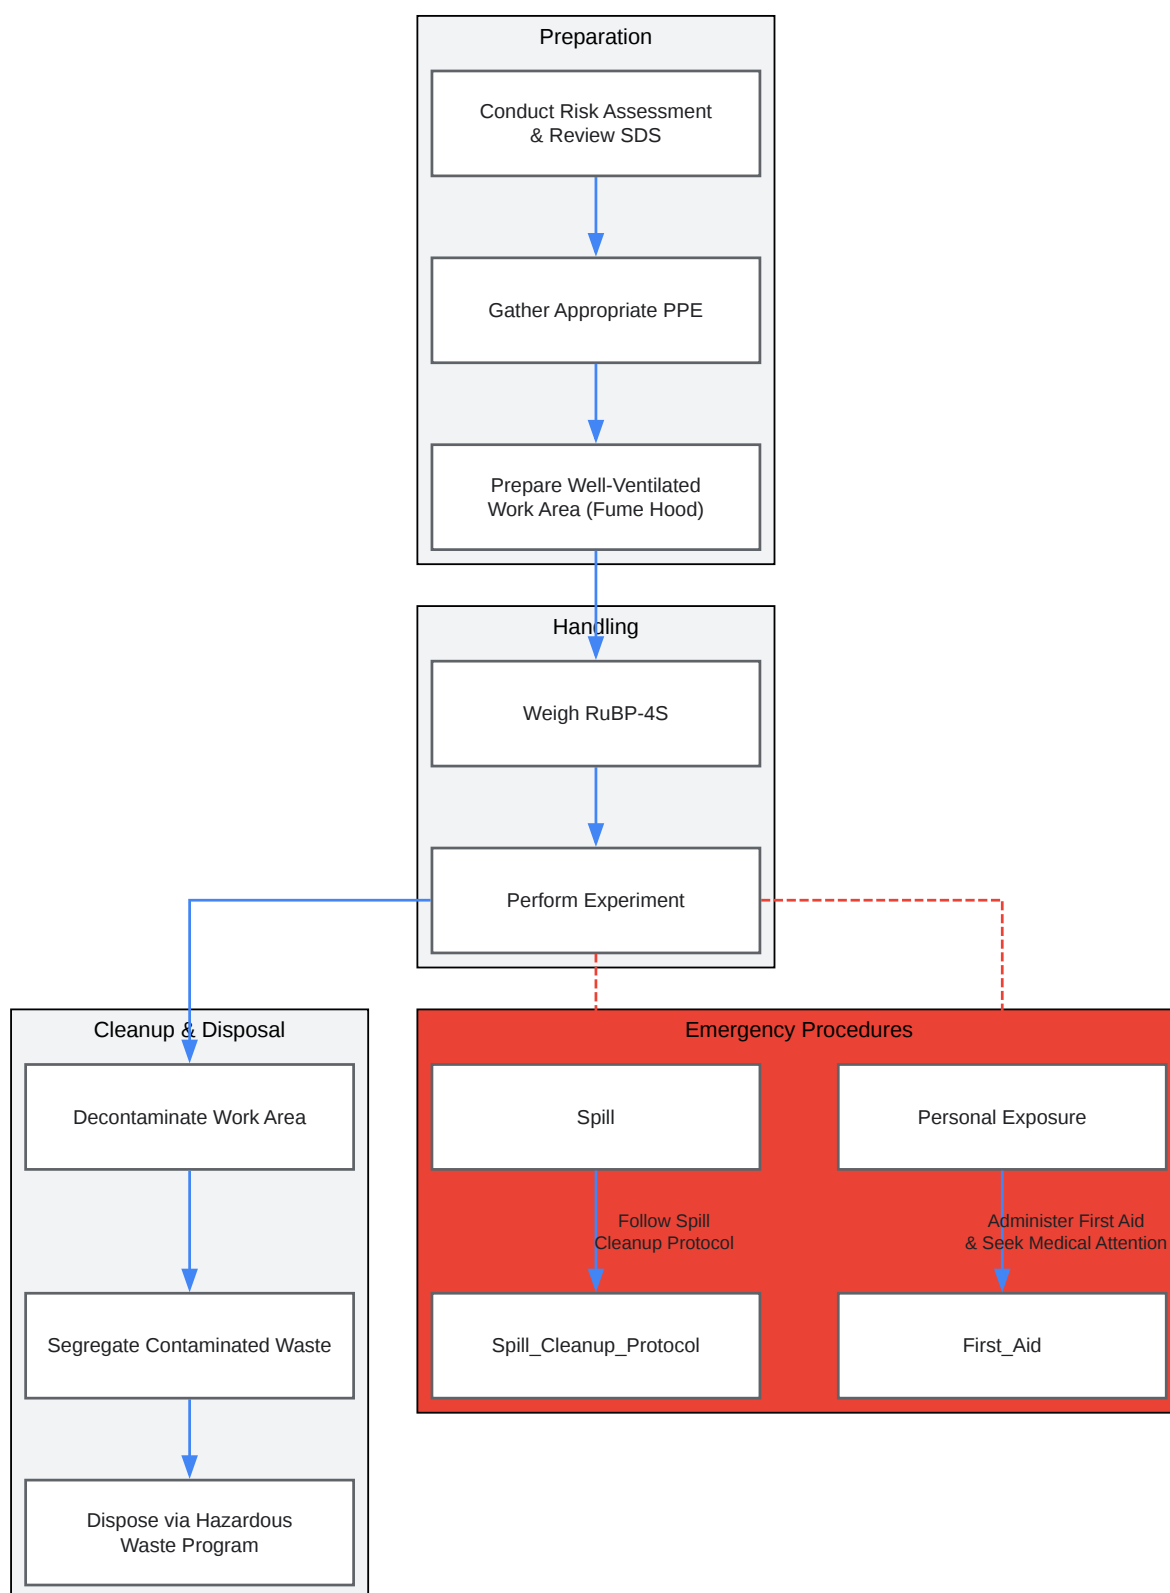 Preparation
Conduct Risk Assessment
& Review SDS
Gather Appropriate PPE
Prepare Well-Ventilated
Work Area (Fume Hood)
Handling
Weigh RuBP-4S
Perform Experiment
Cleanup & Disposal
Decontaminate Work Area
Segregate Contaminated Waste
Dispose via Hazardous
Waste Program
Emergency Procedures
Spill
Follow Spill
Cleanup Protocol
Spill_Cleanup_Protocol
Personal Exposure
Administer First Aid
& Seek Medical Attention
First_Aid